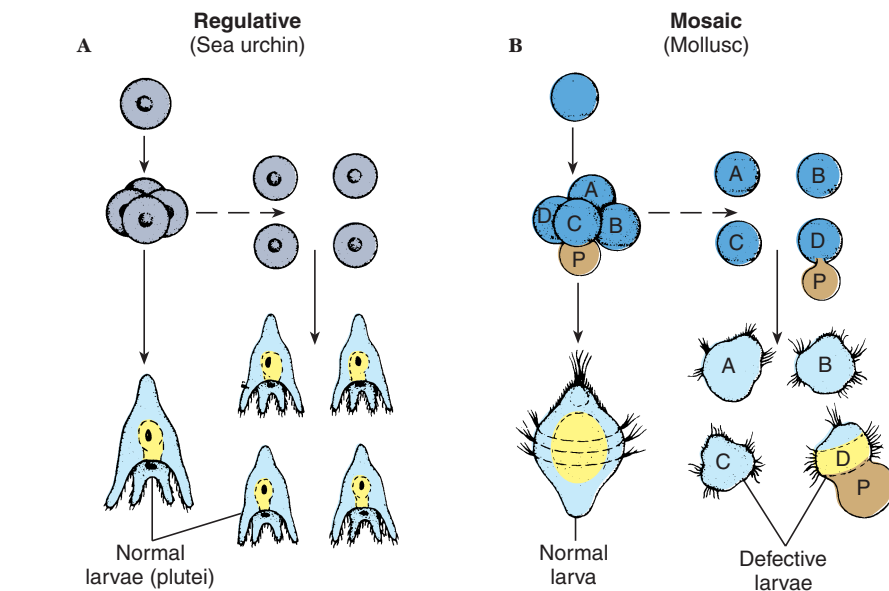 A
Regulative
(Sea urchin)
Normal
larvae (plutei)
B
Mosaic
(Mollusc)
A
D
C
B
P
A
B
C
D
P
A
B
C
D
P
Normal
larva
Defective
larvae